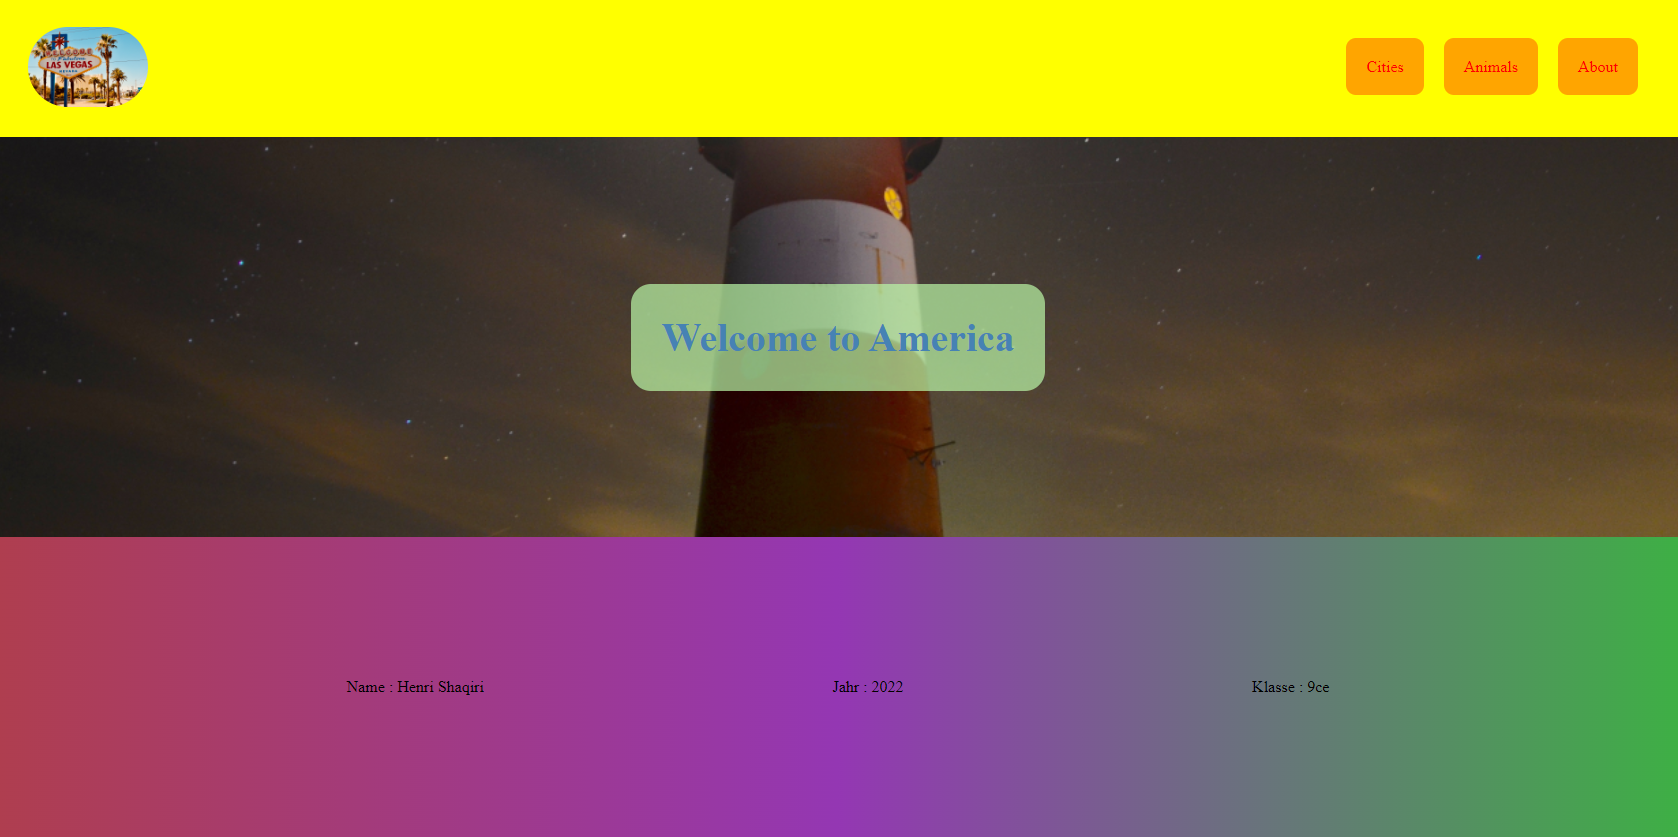 WELCOME
To Fabulous
LAS VEGAS
NEVADA
Cities
Animals
About
Welcome to America
Name : Henri Shaqiri
Jahr : 2022
Klasse : 9ce